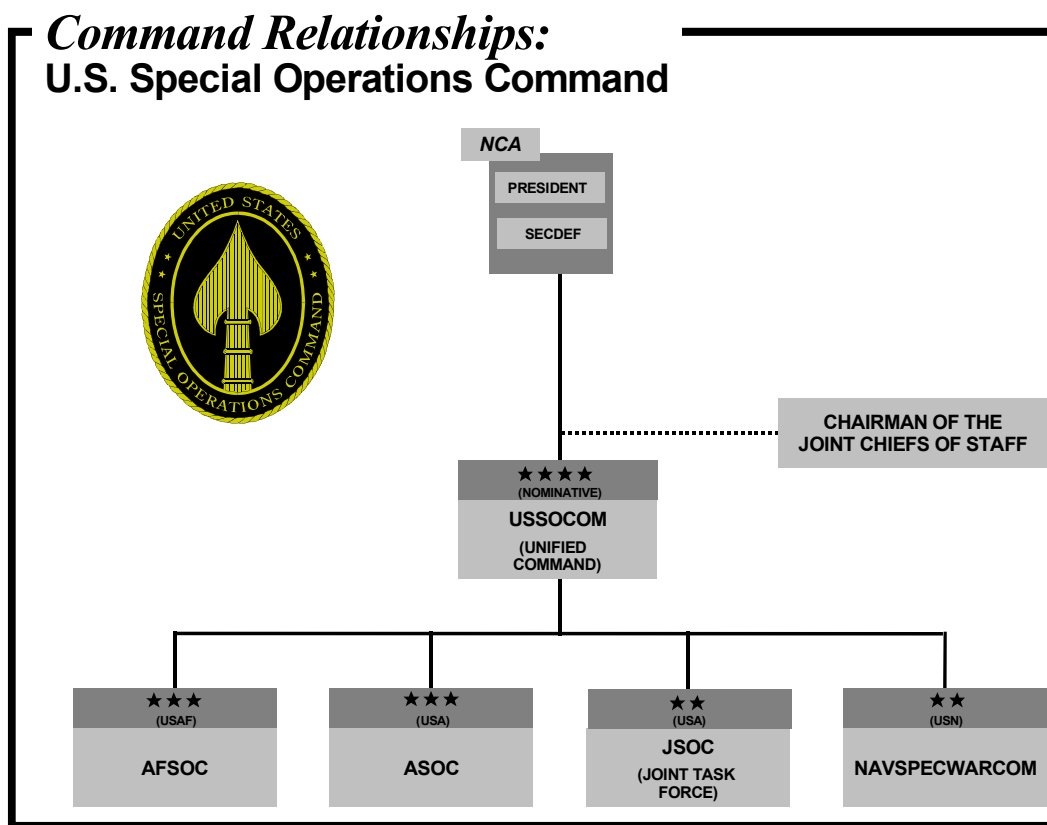 Command Relationships:
U.S. Special Operations Command
NCA
PRESIDENT
SECDEF
UNITED STATES
SPECIAL OPERATIONS COMMAND
CHAIRMAN OF THE
JOINT CHIEFS OF STAFF
(NOMINATIVE)
USSOCOM
(UNIFIED
COMMAND)
(USAF)
AFSOC
(USA)
ASOC
(USA)
JSOC
(JOINT TASK
FORCE)
(USN)
NAVSPECWARCOM